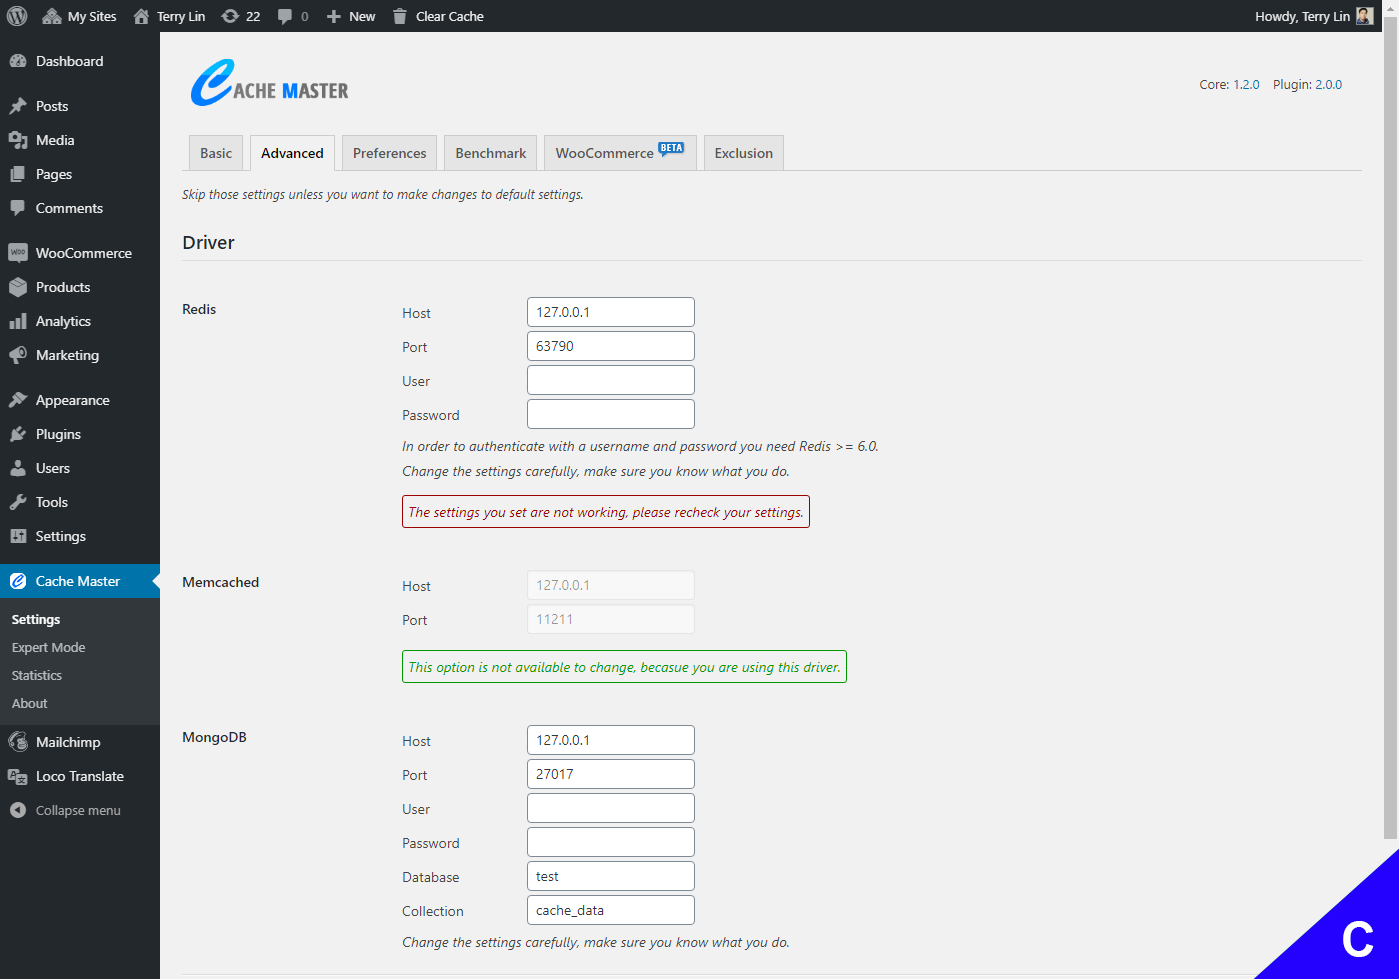 My Sites Terry Lin 22 0 New Clear Cache Howdy, Terry Lin
Dashboard
Posts
Media
Pages
Comments
WooCommerce
Products
Analytics
Marketing
Appearance
Plugins
Users
Tools
Settings
Cache Master
Settings
Expert Mode
Statistics
About
Mailchimp
Loco Translate
Collapse menu
CACHE MASTER
Core: 1.2.0 Plugin: 2.0.0
Basic Advanced Preferences Benchmark WooCommerce BETA Exclusion
Skip those settings unless you want to make changes to default settings.
Driver
Redis
Host 127.0.0.1
Port 63790
User
Password
In order to authenticate with a username and password you need Redis >= 6.0.
Change the settings carefully, make sure you know what you do.
The settings you set are not working, please recheck your settings.
Memcached
Host 127.0.0.1
Port 11211
This option is not available to change, becasue you are using this driver.
MongoDB
Host 127.0.0.1
Port 27017
User
Password
Database test
Collection cache_data
Change the settings carefully, make sure you know what you do.
C